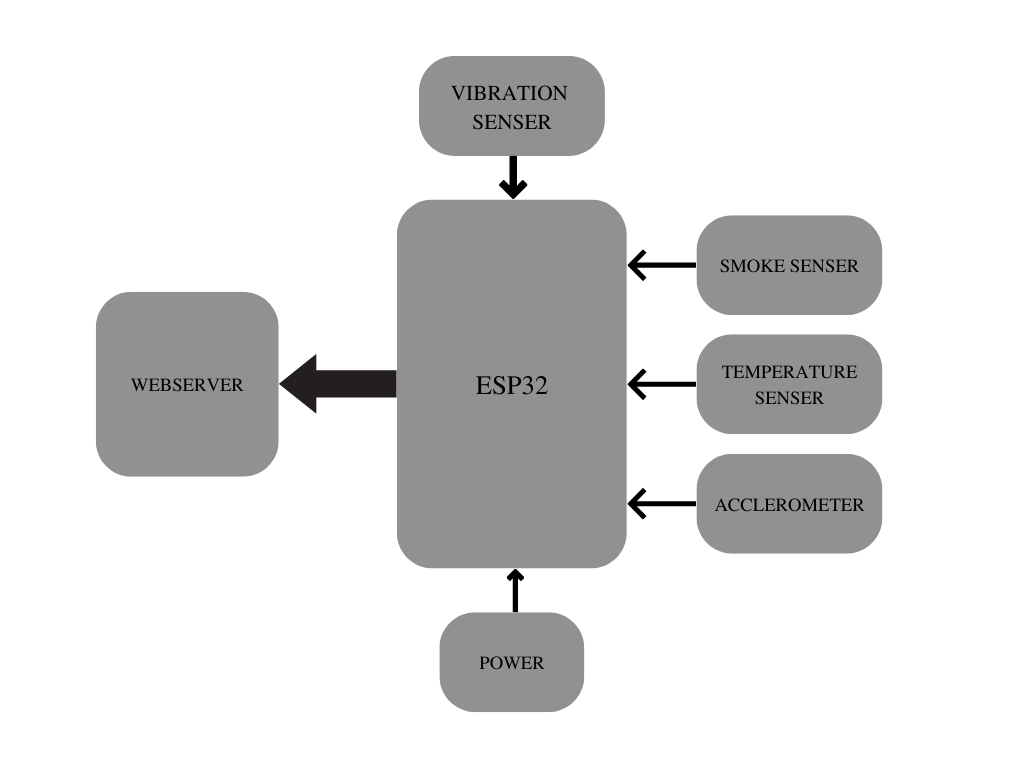 VIBRATION
SENSER
SMOKE SENSER
WEBSERVER
ESP32
TEMPERATURE
SENSER
ACCLEROMETER
POWER